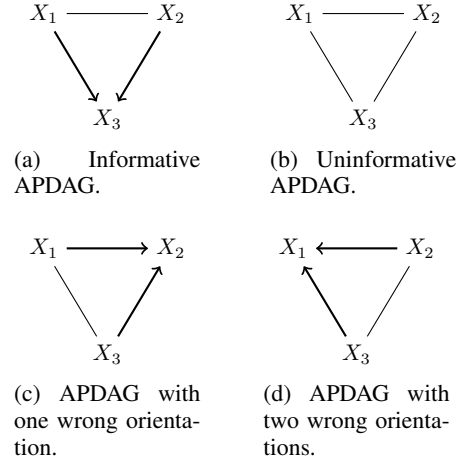 X1 X2 X1 X2
X3 X3
(a) Informative
APDAG.
(b) Uninformative
APDAG.
X1 X2 X1 X2
X3 X3
(c) APDAG with
one wrong orienta-
tion.
(d) APDAG with
two wrong orienta-
tions.